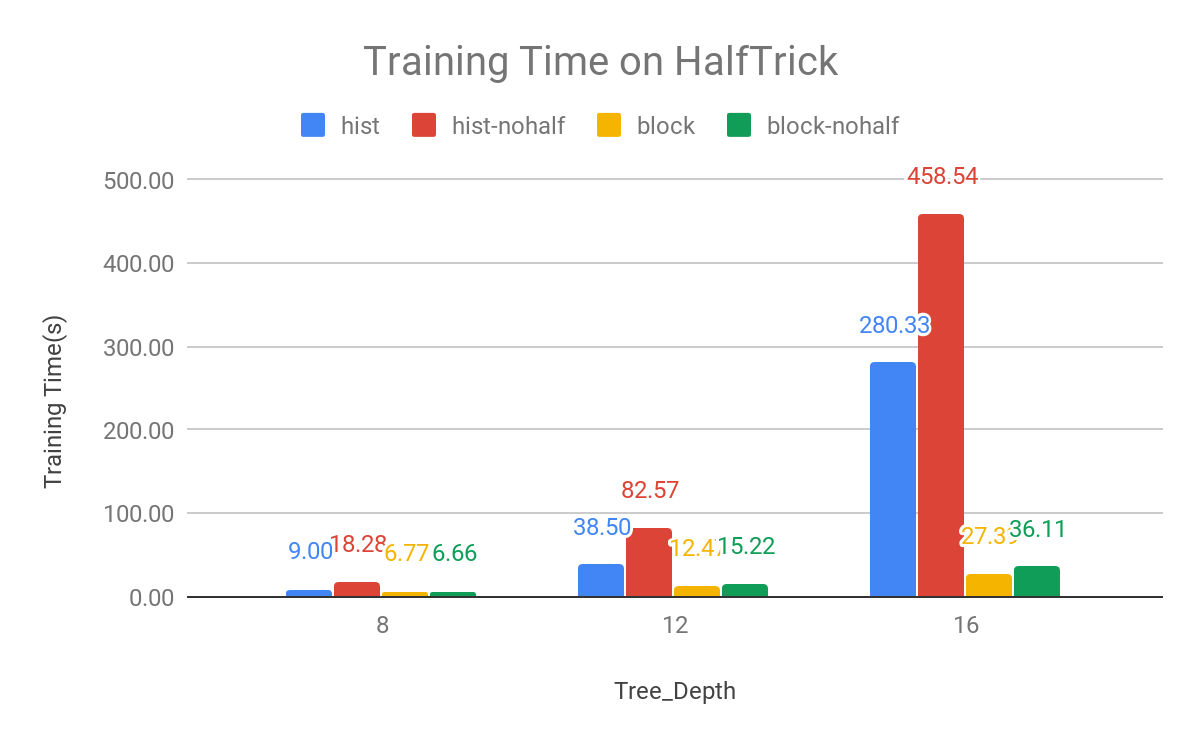 Training Time on HalfTrick
hist hist-nohalf block block-nohalf
500.00
400.00
300.00
200.00
100.00
0.00
Training Time(s)
9.00 18.28 6.77 6.66
38.50 82.57 15.22
280.33 458.54 36.11
8 12 16
Tree_Depth